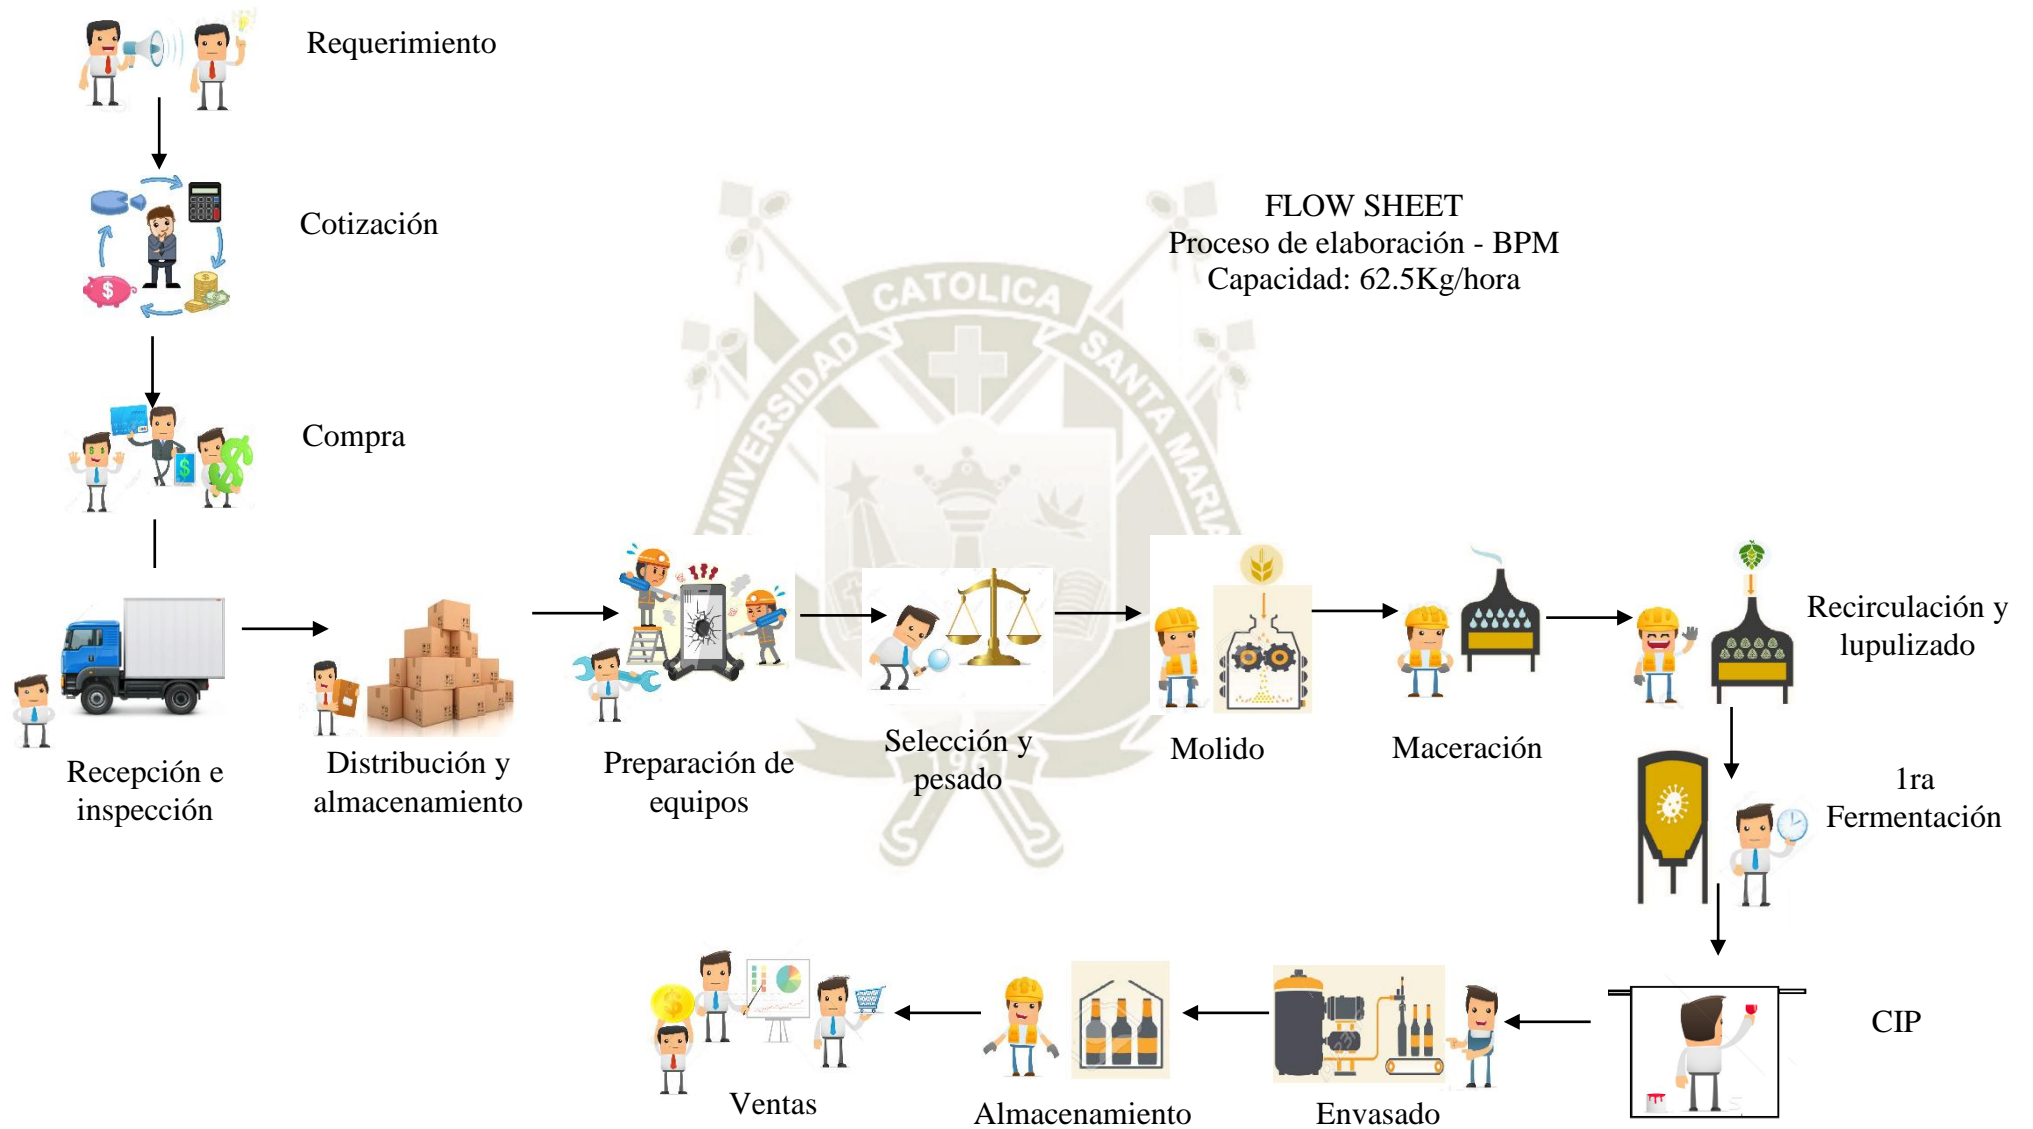 Requerimiento
Cotización
FLOW SHEET
Proceso de elaboración - BPM
Capacidad: 62.5Kg/hora
UNIVERSIDAD CATOLICA SANTA MARIA
1961
Compra
Recepción e
inspección
Distribución y
almacenamiento
Preparación de
equipos
Selección y
pesado
Molido
Maceración
Recirculación y
lupulizado
1ra
Fermentación
CIP
Envasado
Almacenamiento
Ventas